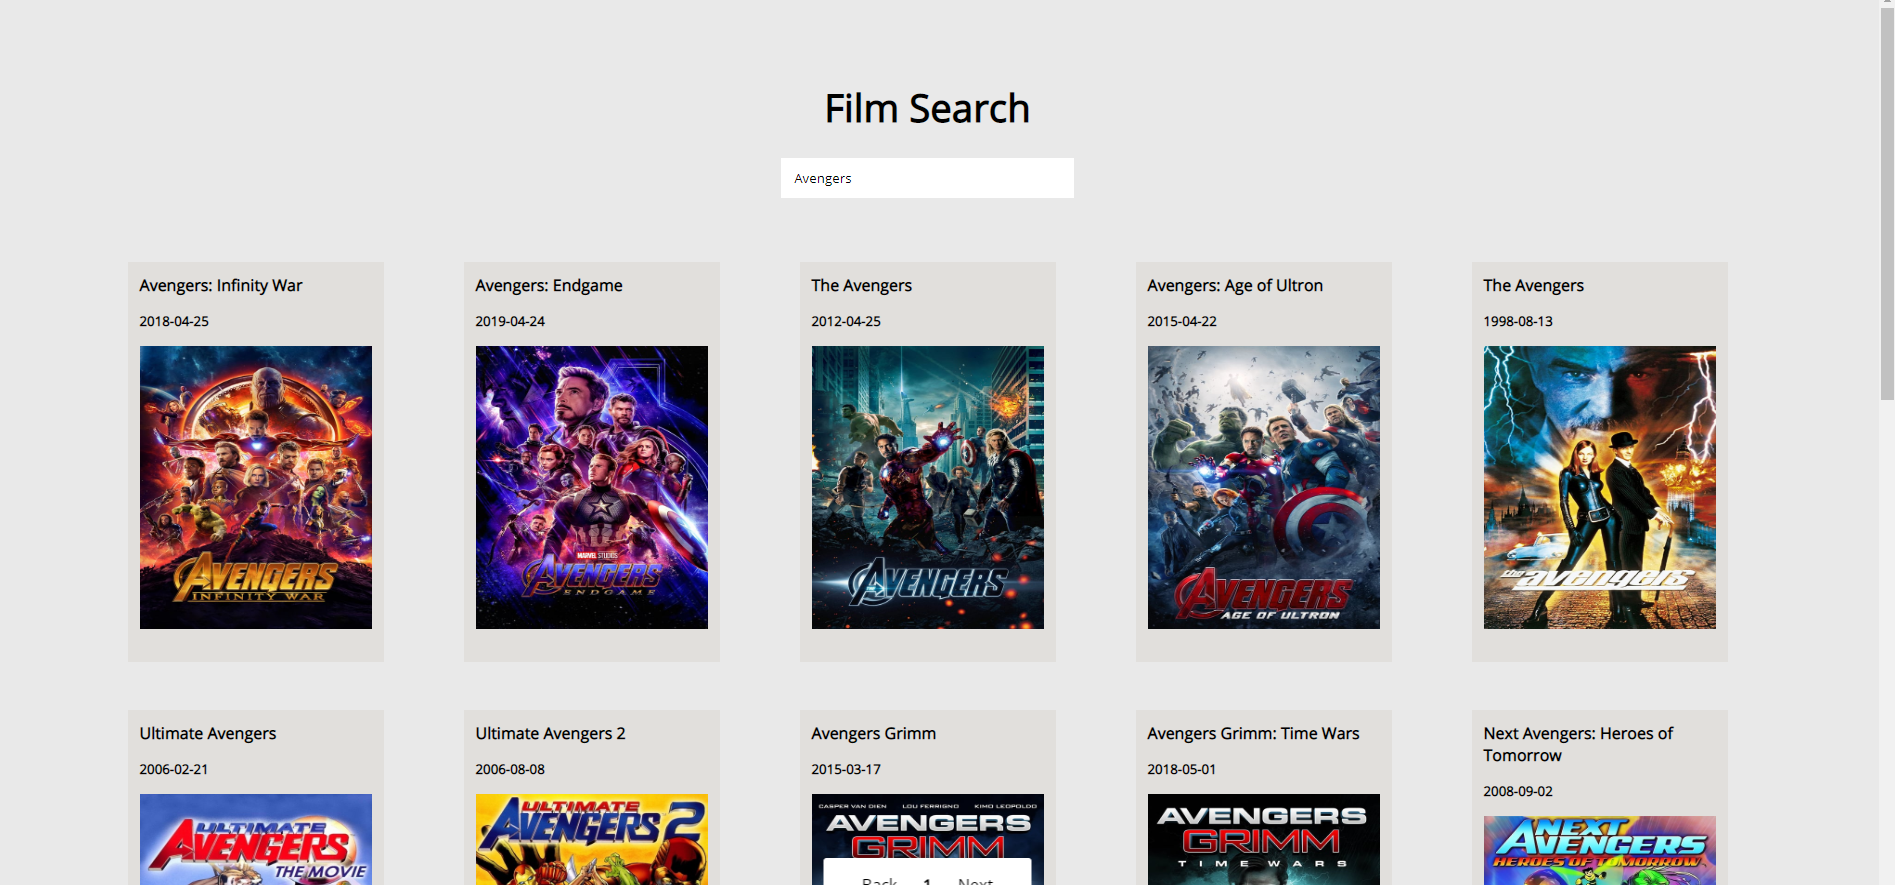 Film Search
Avengers
Avengers: Infinity War
2018-04-25
AVENGERS
INFINITY WAR
Avengers: Endgame
2019-04-24
MARVEL STUDIOS
AVENGERS
ENDGAME
The Avengers
2012-04-25
AVENGERS
Avengers: Age of Ultron
2015-04-22
AVENGERS
AGE OF ULTRON
The Avengers
1998-08-13
the avengers
Ultimate Avengers
2006-02-21
ULTIMATE
AVENGERS
THE MOVIE
Ultimate Avengers 2
2006-08-08
ULTIMATE
AVENGERS 2
Avengers Grimm
2015-03-17
CASPER VAN DIEN LOU FERRIGNO KIMO LEOPOLDO
AVENGERS
GRIMM
Avengers Grimm: Time Wars
2018-05-01
AVENGERS
GRIMM
TIME WARS
Next Avengers: Heroes of
Tomorrow
2008-09-02
NEXT
AVENGERS
HEROES OF TOMORROW
Back 1 Next